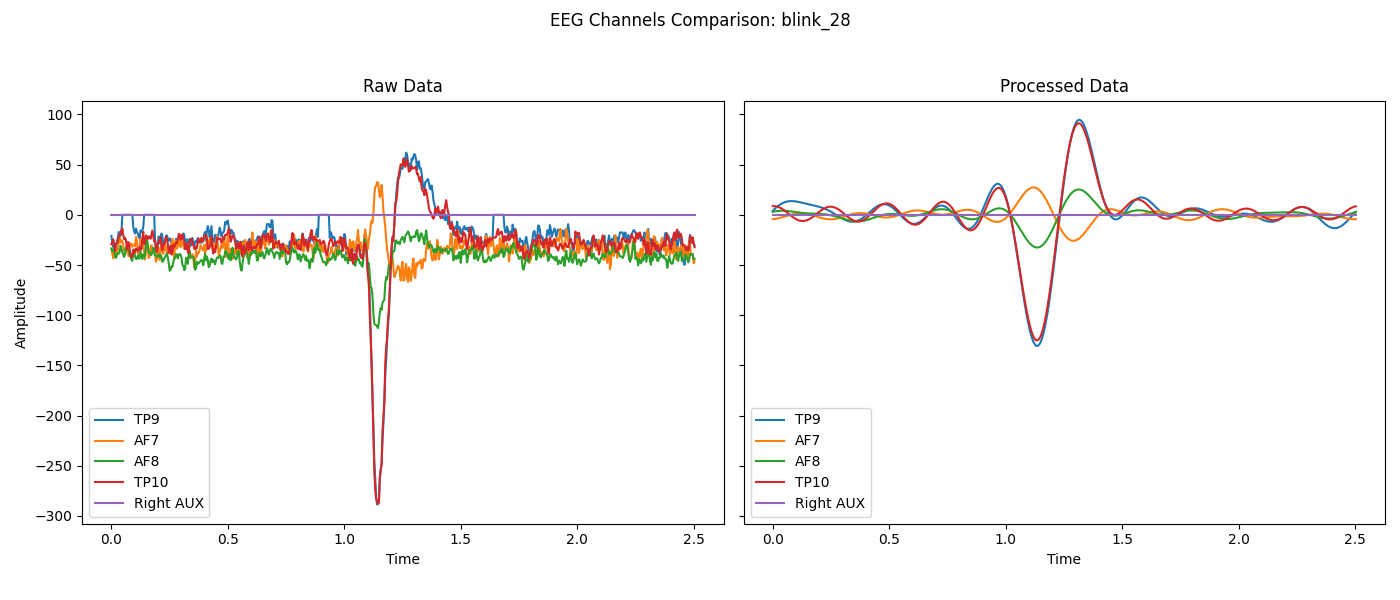 EEG Channels Comparison: blink_28
Raw Data
Amplitude
100
50
0
−50
−100
−150
−200
−250
−300
TP9
AF7
AF8
TP10
Right AUX
0.0 0.5 1.0 1.5 2.0 2.5
Time
Processed Data
TP9
AF7
AF8
TP10
Right AUX
0.0 0.5 1.0 1.5 2.0 2.5
Time